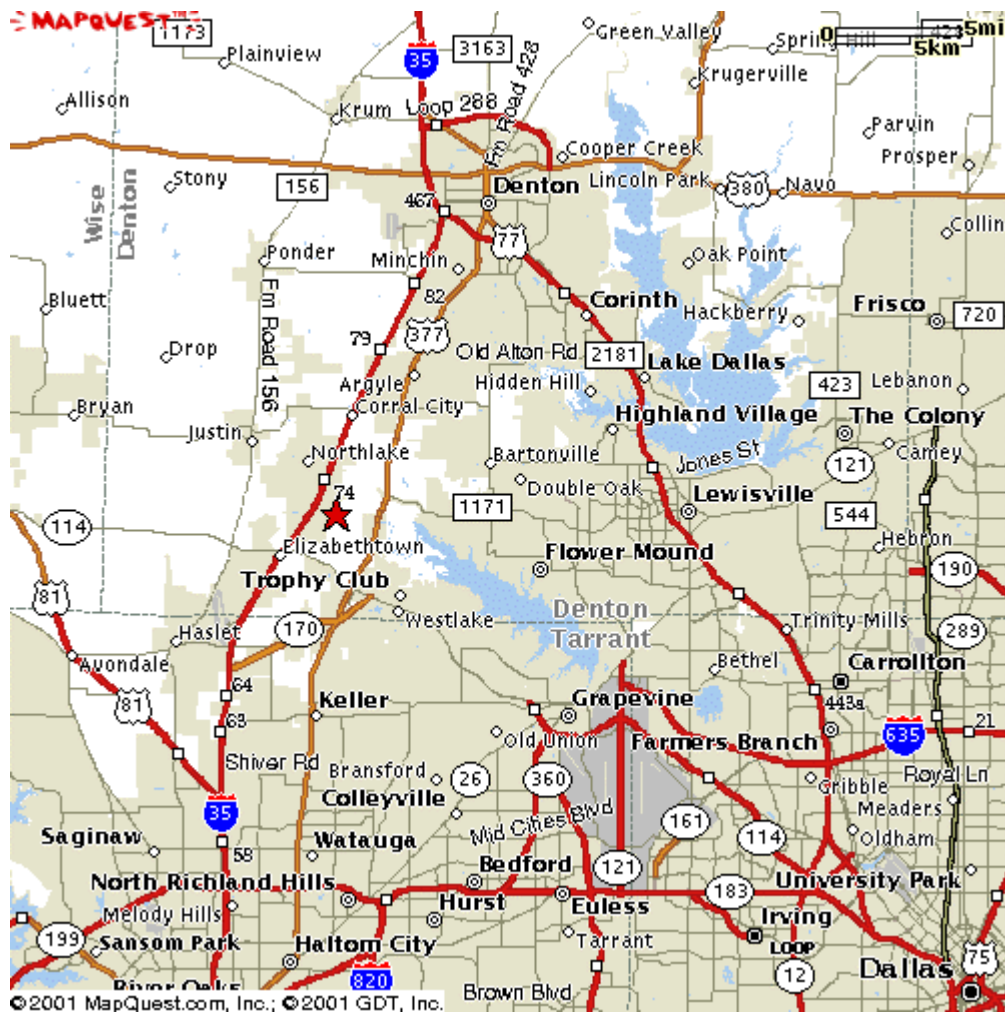 MAPQUEST
1173
Plainview
35
3163
Green Valley
Spring Hill
423
0
5mi
5km
Krugerville
Allison
Krum
Loop 288
Fm Road 428
Parvin
Cooper Creek
Prosper
Stony
156
Denton
Lincoln Park
380
Navo
Wise
Denton
467
77
Collin
Ponder
Minchin
Oak Point
Bluett
82
Corinth
Hackberry
Frisco
720
Fm Road 156
377
79
Old Alton Rd
2181
Lake Dallas
Drop
Argyle
Hidden Hill
423
Lebanon
Bryan
Corral City
Highland Village
The Colony
Justin
Northlake
Bartonville
Jones St
121
Camey
74
Double Oak
Lewisville
114
1171
544
Elizabethtown
Flower Mound
Hebron
81
Trophy Club
190
Westlake
Denton
Tarrant
Haslet
170
Trinity Mills
289
Avondale
Bethel
Carrollton
64
81
Keller
Grapevine
443a
63
Old Union
Farmers Branch
635
21
Shiver Rd
Bransford
26
360
Gribble
Royal Ln
35
Colleyville
Meaders
Mid Cities Blvd
161
114
Oldham
Saginaw
58
Watauga
Bedford
121
North Richland Hills
183
University Park
Melody Hills
Hurst
Euless
Irving
199
Sansom Park
Haltom City
Tarrant
LOOP
12
75
820
Dallas
River Oaks
Brown Blvd
©2001 MapQuest.com, Inc.; ©2001 GDT, Inc.